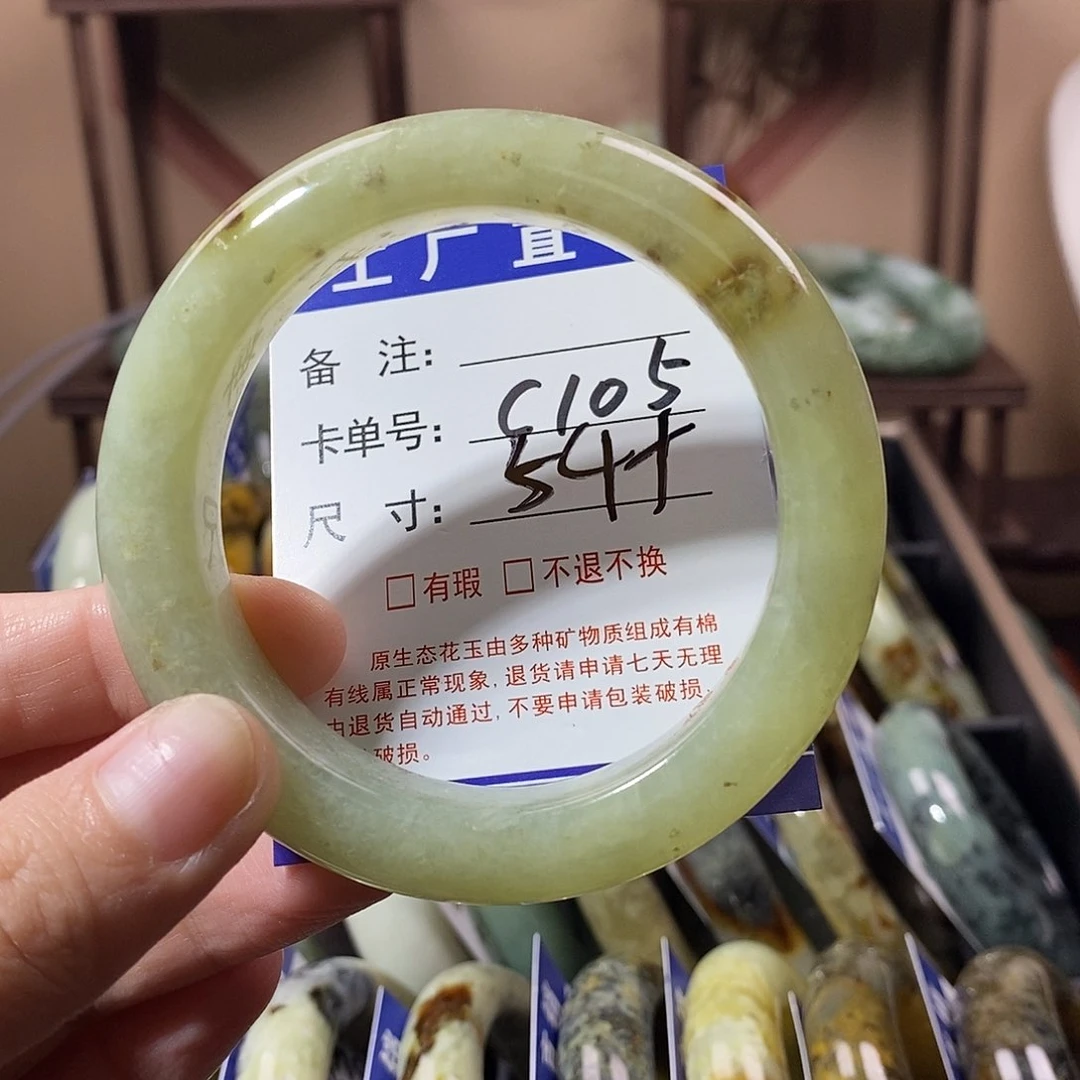 工厂直
备 注:
卡单号: C105
尺 寸: 54+
□有瑕 □不退不换
原生态花玉由多种矿物质组成有棉
有线属正常现象,退货请申请七天无理
由退货自动通过,不要申请包装破损、
破损。